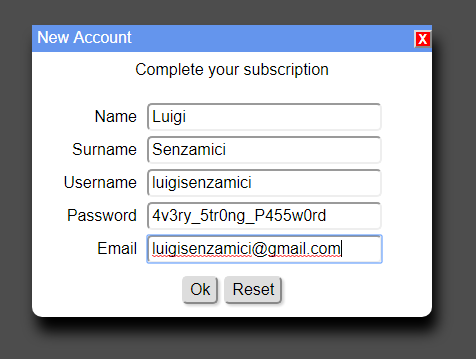 New Account X
Complete your subscription
Name Luigi
Surname Senzamici
Username luigisenzamici
Password 4v3ry_5tr0ng_P455w0rd
Email luigisenzamici@gmail.com
Ok Reset